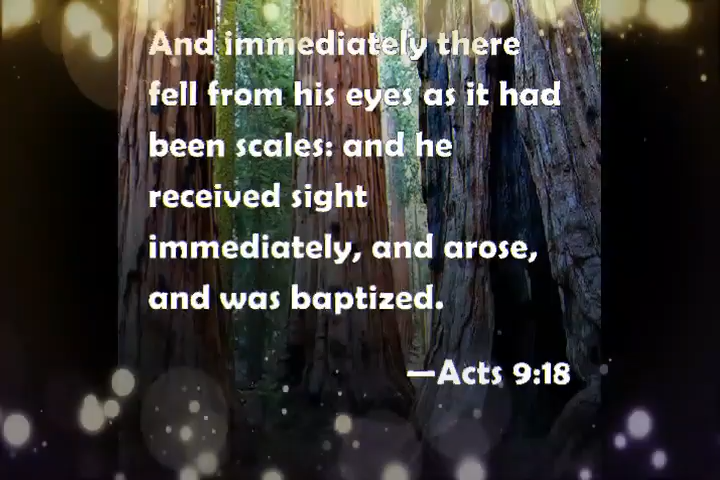 And immediately there
fell from his eyes as it had
been scales: and he
received sight
immediately, and arose,
and was baptized.
—Acts 9:18